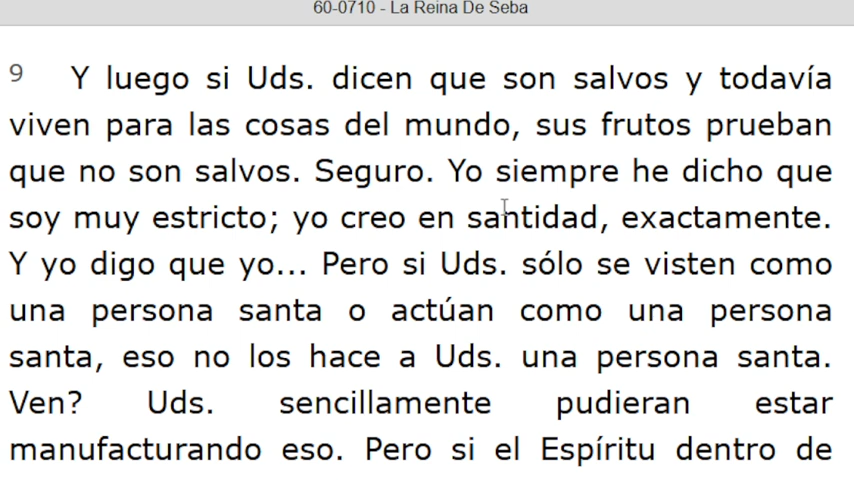 60-0710 - La Reina De Seba
9 Y luego si Uds. dicen que son salvos y todavía
viven para las cosas del mundo, sus frutos prueban
que no son salvos. Seguro. Yo siempre he dicho que
soy muy estricto; yo creo en santidad, exactamente.
Y yo digo que yo... Pero si Uds. sólo se visten como
una persona santa o actúan como una persona
santa, eso no los hace a Uds. una persona santa.
Ven? Uds. sencillamente pudieran estar
manufacturando eso. Pero si el Espíritu dentro de